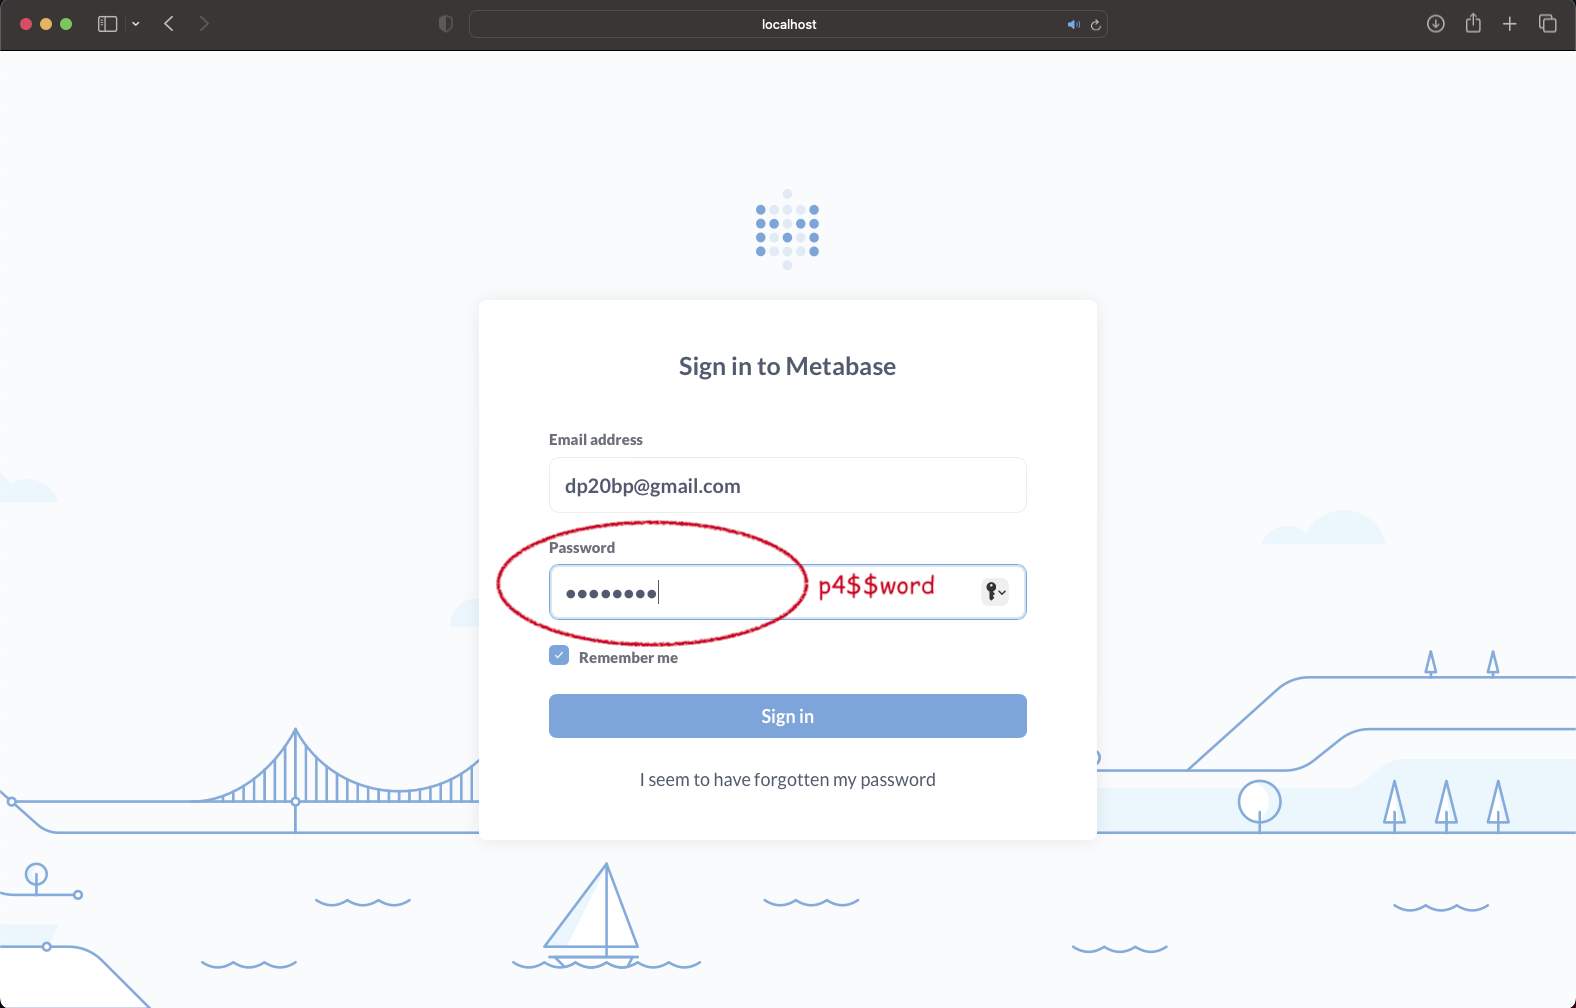 localhost
Sign in to Metabase
Email address
dp20bp@gmail.com
Password
●●●●●●●● p4$$word
Remember me
Sign in
I seem to have forgotten my password